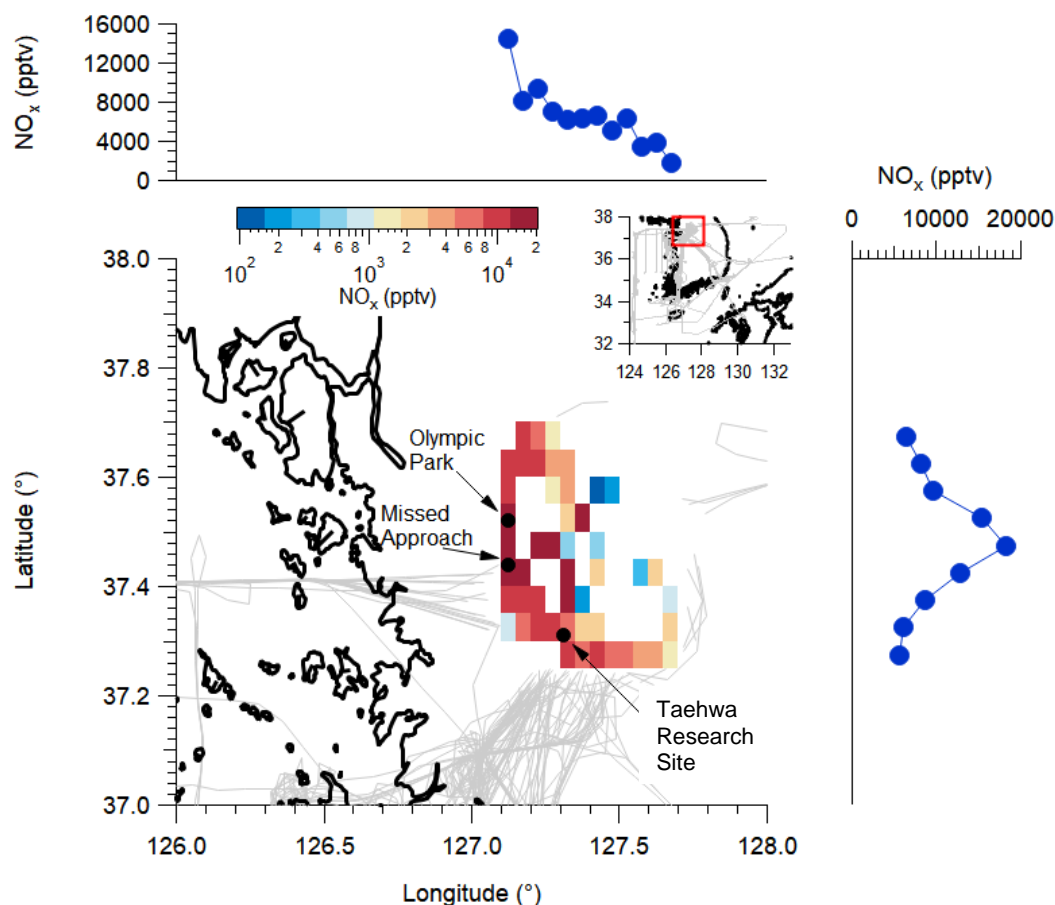 16000
12000
8000
4000
0
NOx (pptv)
NOx (pptv)
0 10000 20000
2 4 6 8 2 4 6 8 2
10² 10³ 10⁴
NOx (pptv)
38
36
34
32
124 126 128 130 132
38.0
37.8
37.6
37.4
37.2
37.0
Latitude (°)
Olympic
Park
Missed
Approach
Taehwa
Research
Site
126.0 126.5 127.0 127.5 128.0
Longitude (°)